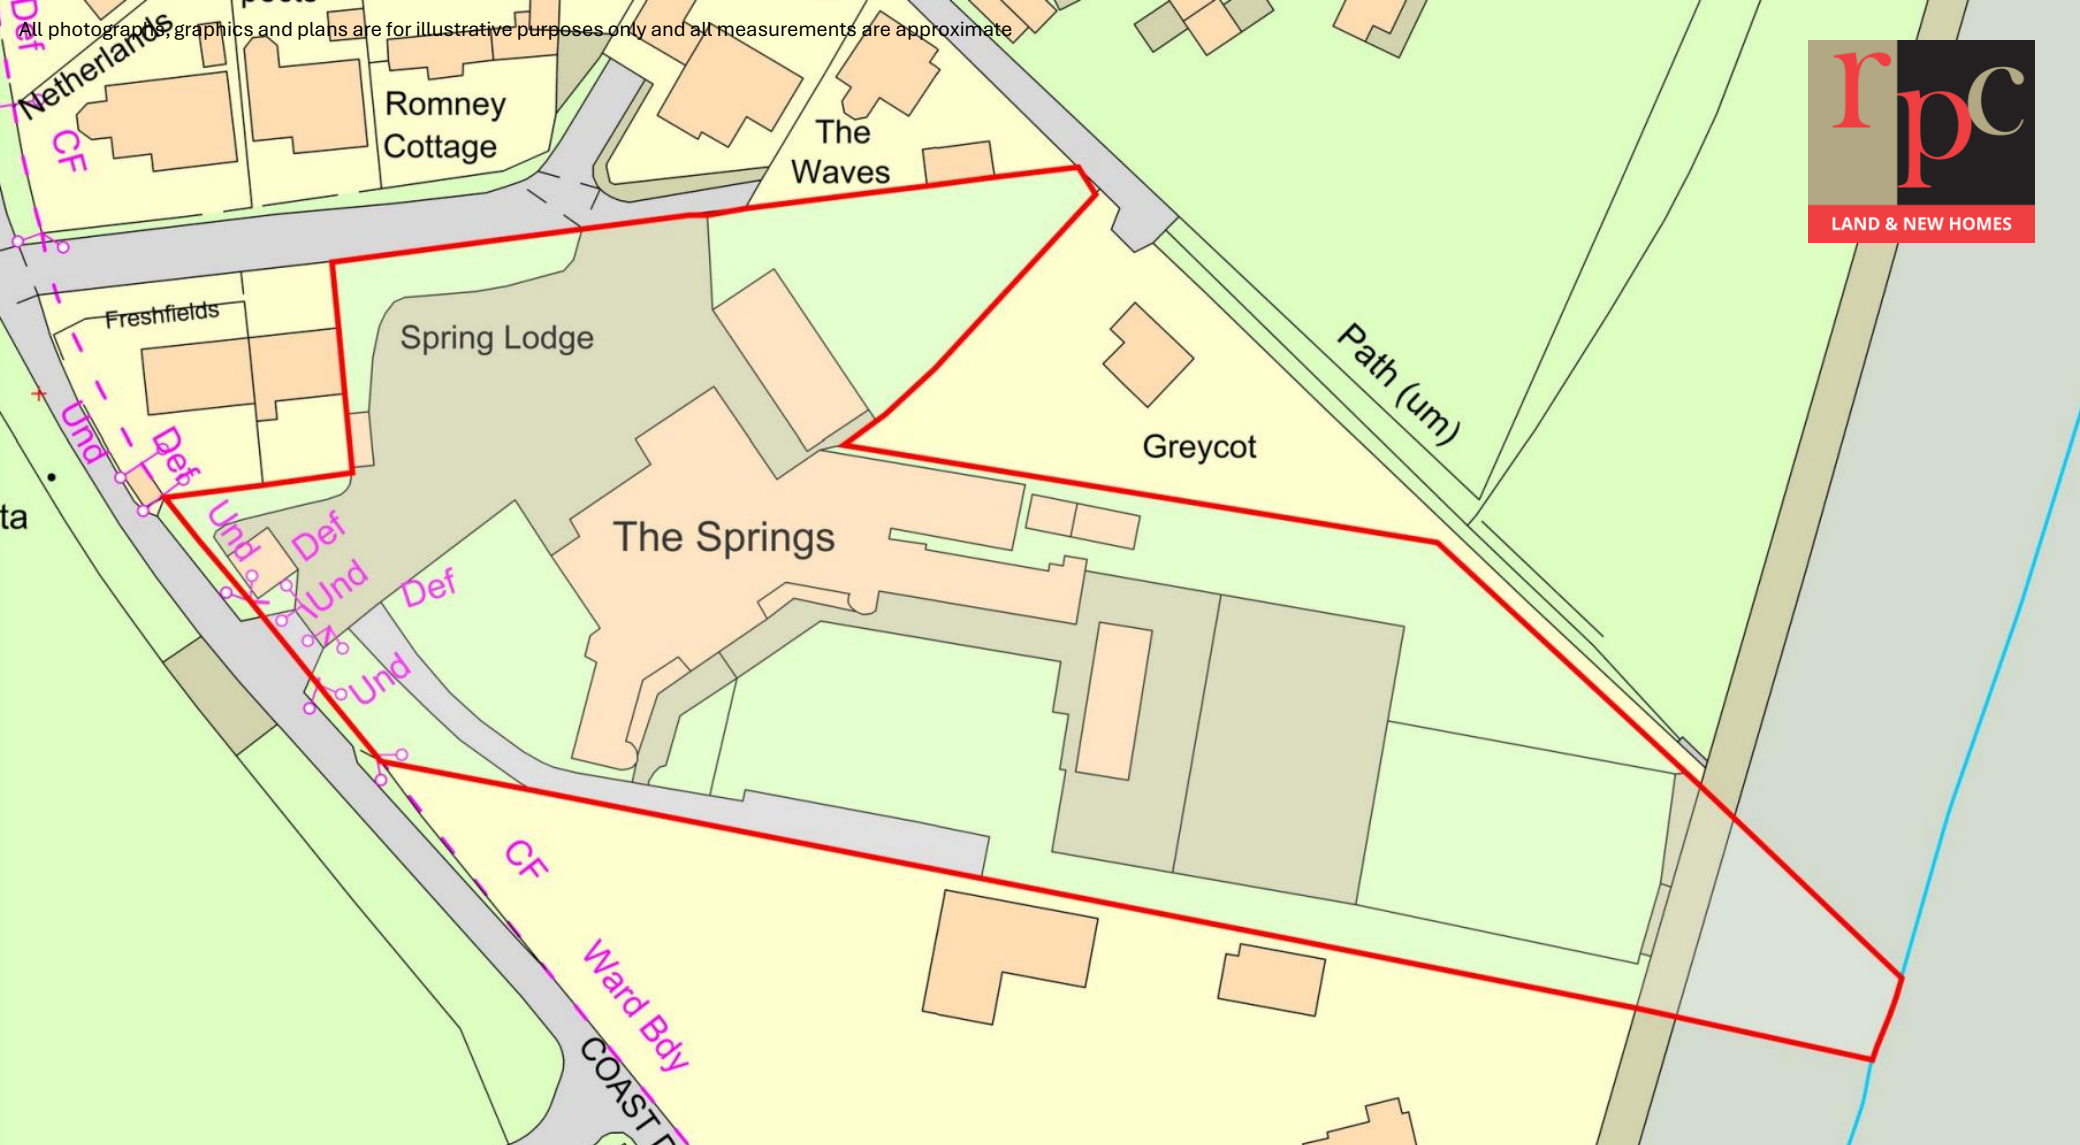 All photographs, graphics and plans are for illustrative purposes only and all measurements are approximate
rpc
LAND & NEW HOMES
Def
Netherlands
CF
Romney
Cottage
The
Waves
Freshfields
Spring Lodge
Path (um)
Greycot
Und
Def
ta
Und
Def
The Springs
Und
Def
Und
CF
Ward Bdy
COAST